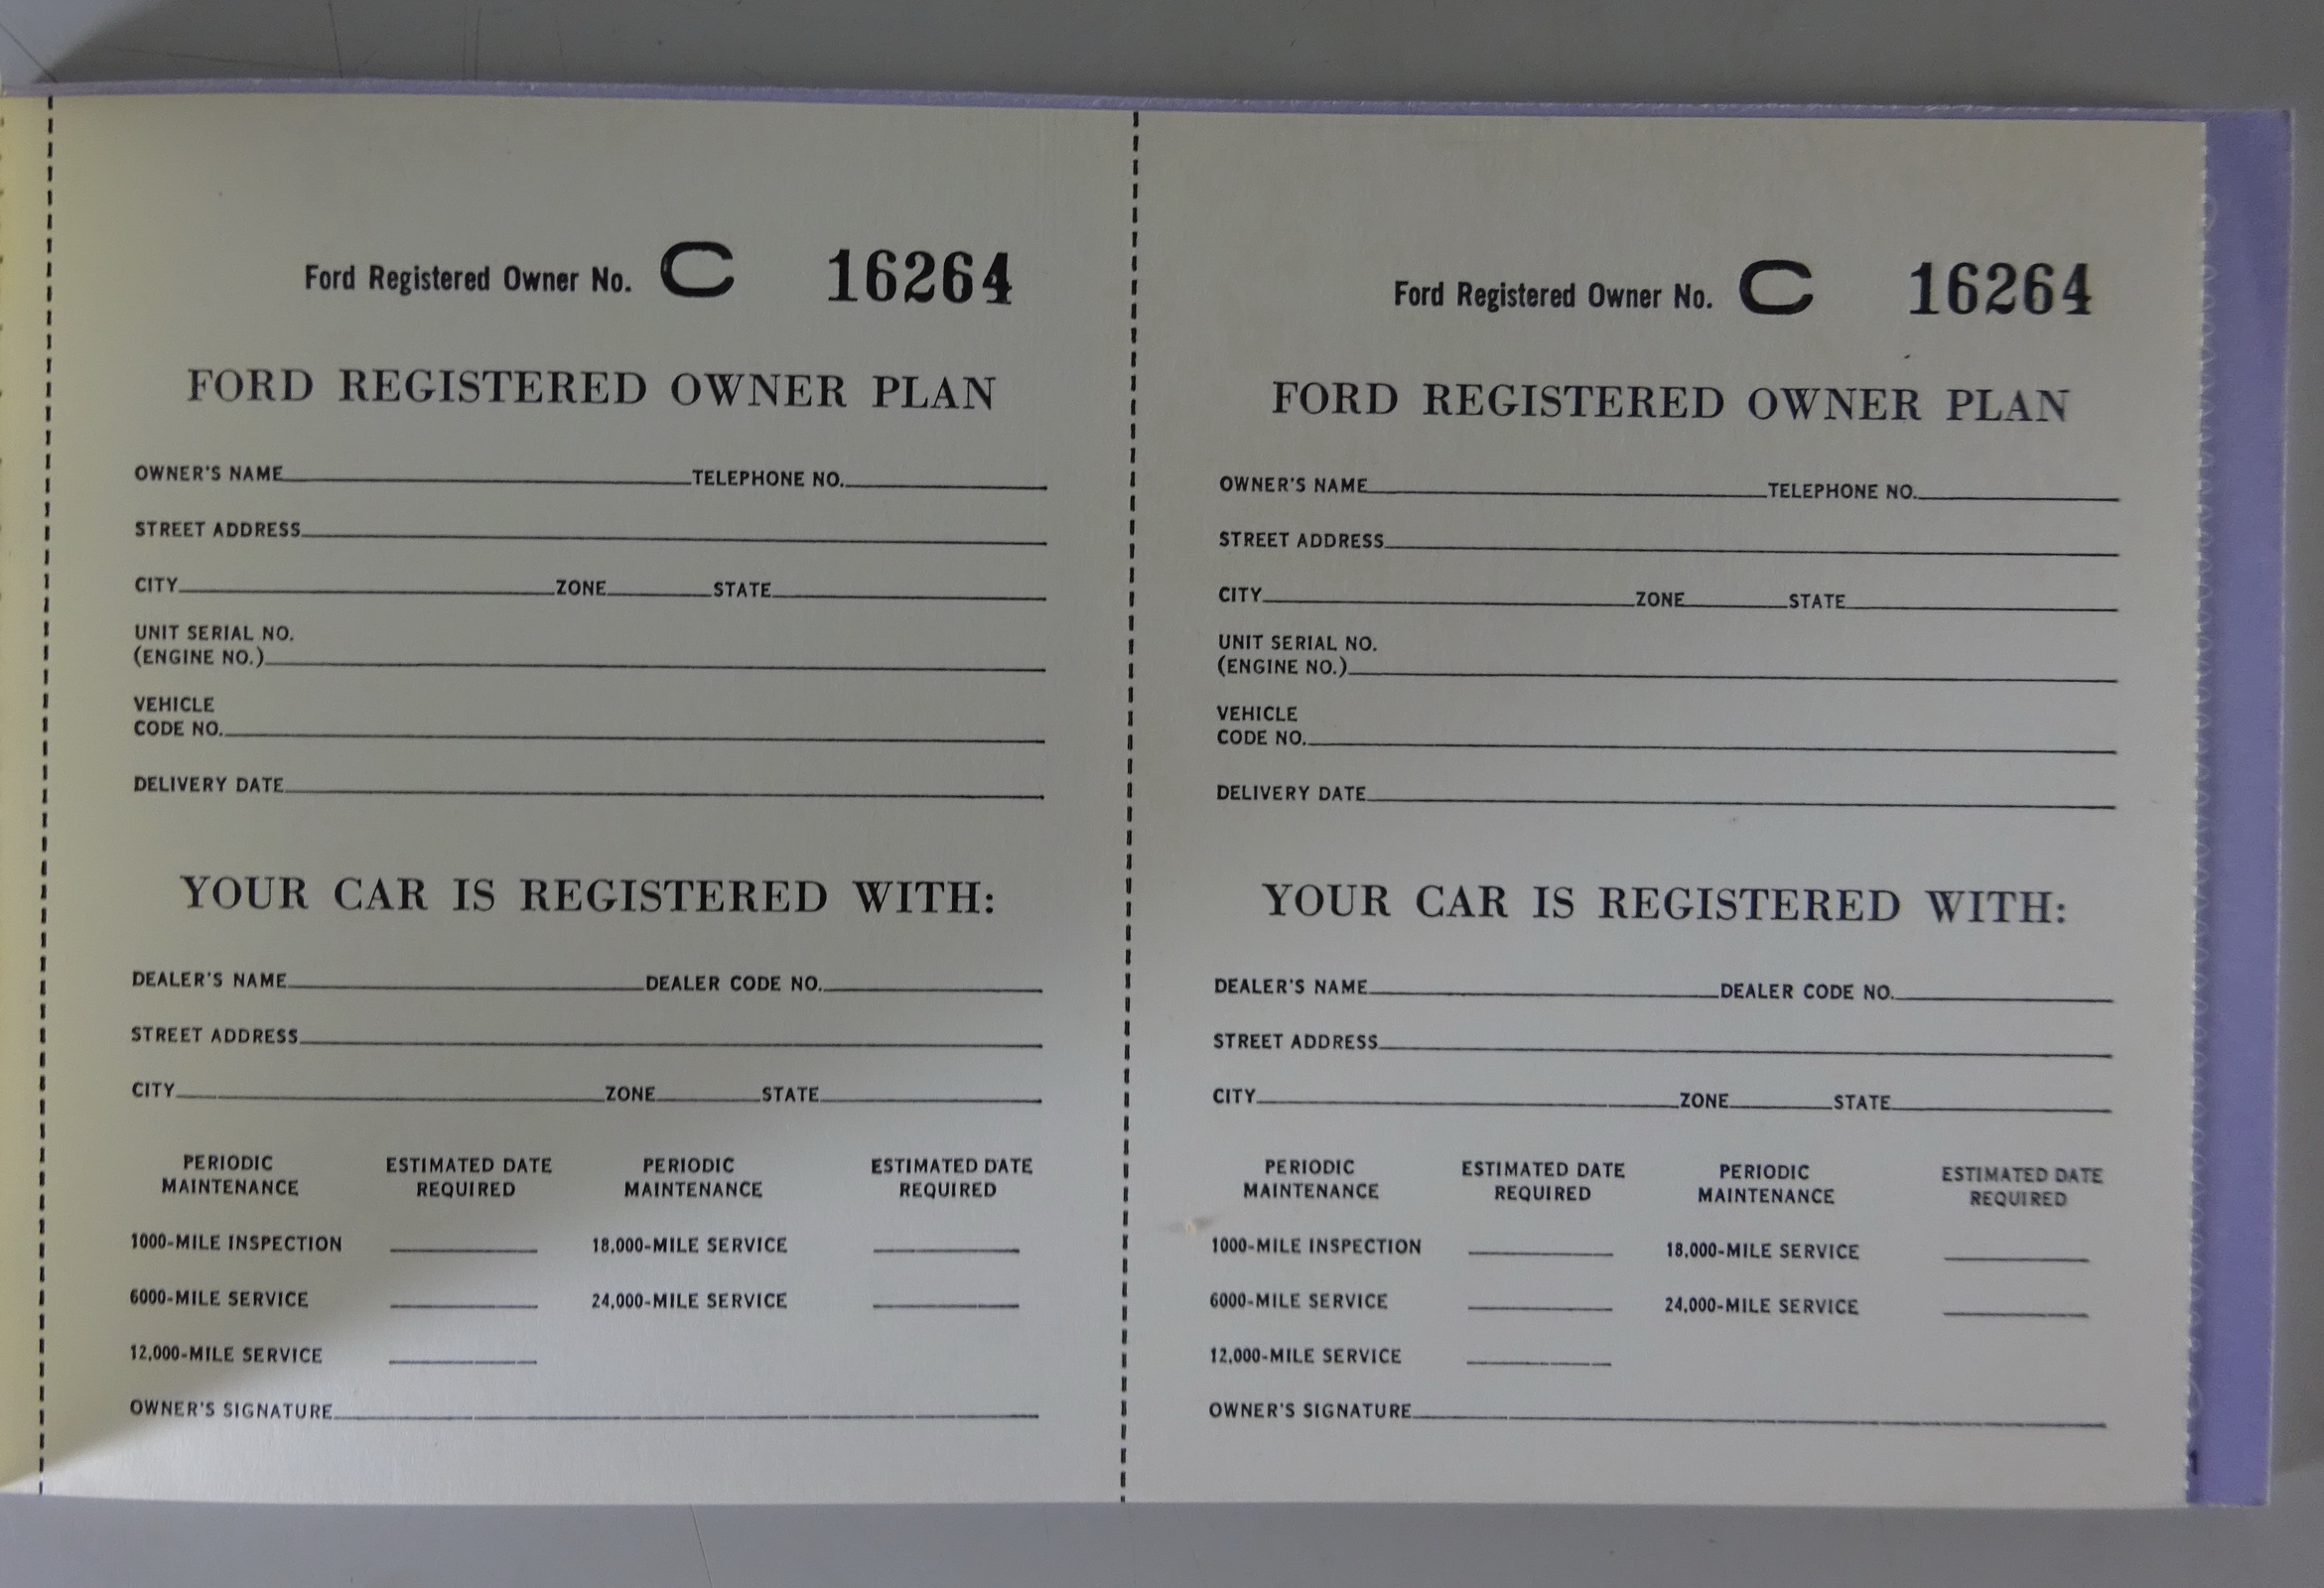 Ford Registered Owner No. C 16264
FORD REGISTERED OWNER PLAN
OWNER'S NAME TELEPHONE NO.
STREET ADDRESS
CITY ZONE STATE
UNIT SERIAL NO.
(ENGINE NO.)
VEHICLE
CODE NO.
DELIVERY DATE
YOUR CAR IS REGISTERED WITH:
DEALER'S NAME DEALER CODE NO.
STREET ADDRESS
CITY ZONE STATE
PERIODIC ESTIMATED DATE PERIODIC ESTIMATED DATE
MAINTENANCE REQUIRED MAINTENANCE REQUIRED
1000-MILE INSPECTION 18,000-MILE SERVICE
6000-MILE SERVICE 24,000-MILE SERVICE
12,000-MILE SERVICE
OWNER'S SIGNATURE
Ford Registered Owner No. C 16264
FORD REGISTERED OWNER PLAN
OWNER'S NAME TELEPHONE NO.
STREET ADDRESS
CITY ZONE STATE
UNIT SERIAL NO.
(ENGINE NO.)
VEHICLE
CODE NO.
DELIVERY DATE
YOUR CAR IS REGISTERED WITH:
DEALER'S NAME DEALER CODE NO.
STREET ADDRESS
CITY ZONE STATE
PERIODIC ESTIMATED DATE PERIODIC ESTIMATED DATE
MAINTENANCE REQUIRED MAINTENANCE REQUIRED
1000-MILE INSPECTION 18,000-MILE SERVICE
6000-MILE SERVICE 24,000-MILE SERVICE
12,000-MILE SERVICE
OWNER'S SIGNATURE